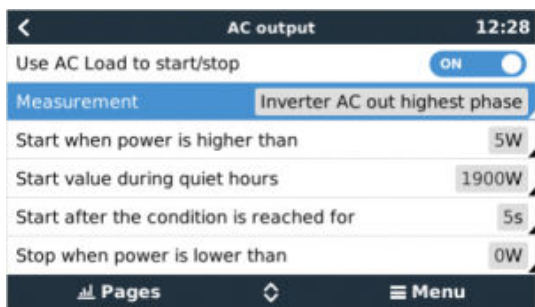 AC output 12:28
Use AC Load to start/stop ON
Measurement Inverter AC out highest phase
Start when power is higher than 5W
Start value during quiet hours 1900W
Start after the condition is reached for 5s
Stop when power is lower than 0W
Pages Menu